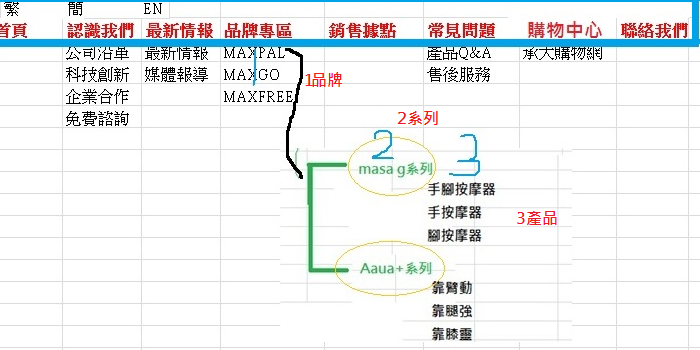 繁 簡 EN
首頁 認識我們 最新情報 品牌專區 銷售據點 常見問題 購物中心 聯絡我們
公司沿革 最新情報 MAXPAL 產品Q&A 承大購物網
科技創新 媒體報導 MAXGO 售後服務
1品牌
企業合作 MAXFREE
免費諮詢
2系列
2 3
masa g系列
手腳按摩器
手按摩器
3產品
腳按摩器
Aaua+系列
靠臂動
靠腿強
靠膝靈